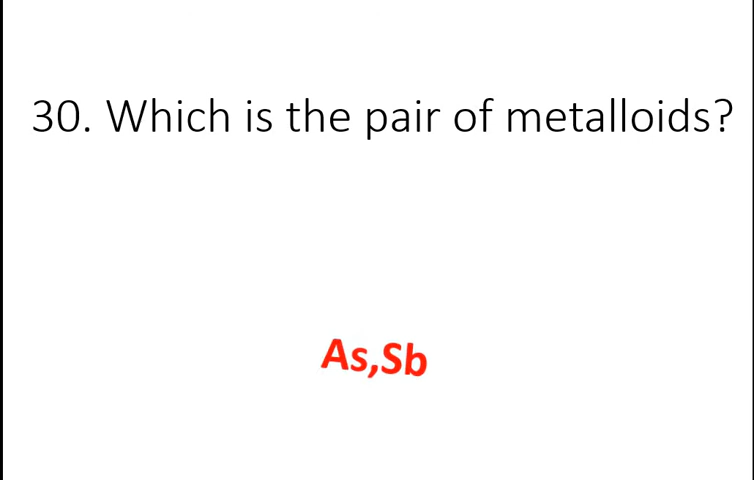 30. Which is the pair of metalloids?
As,Sb